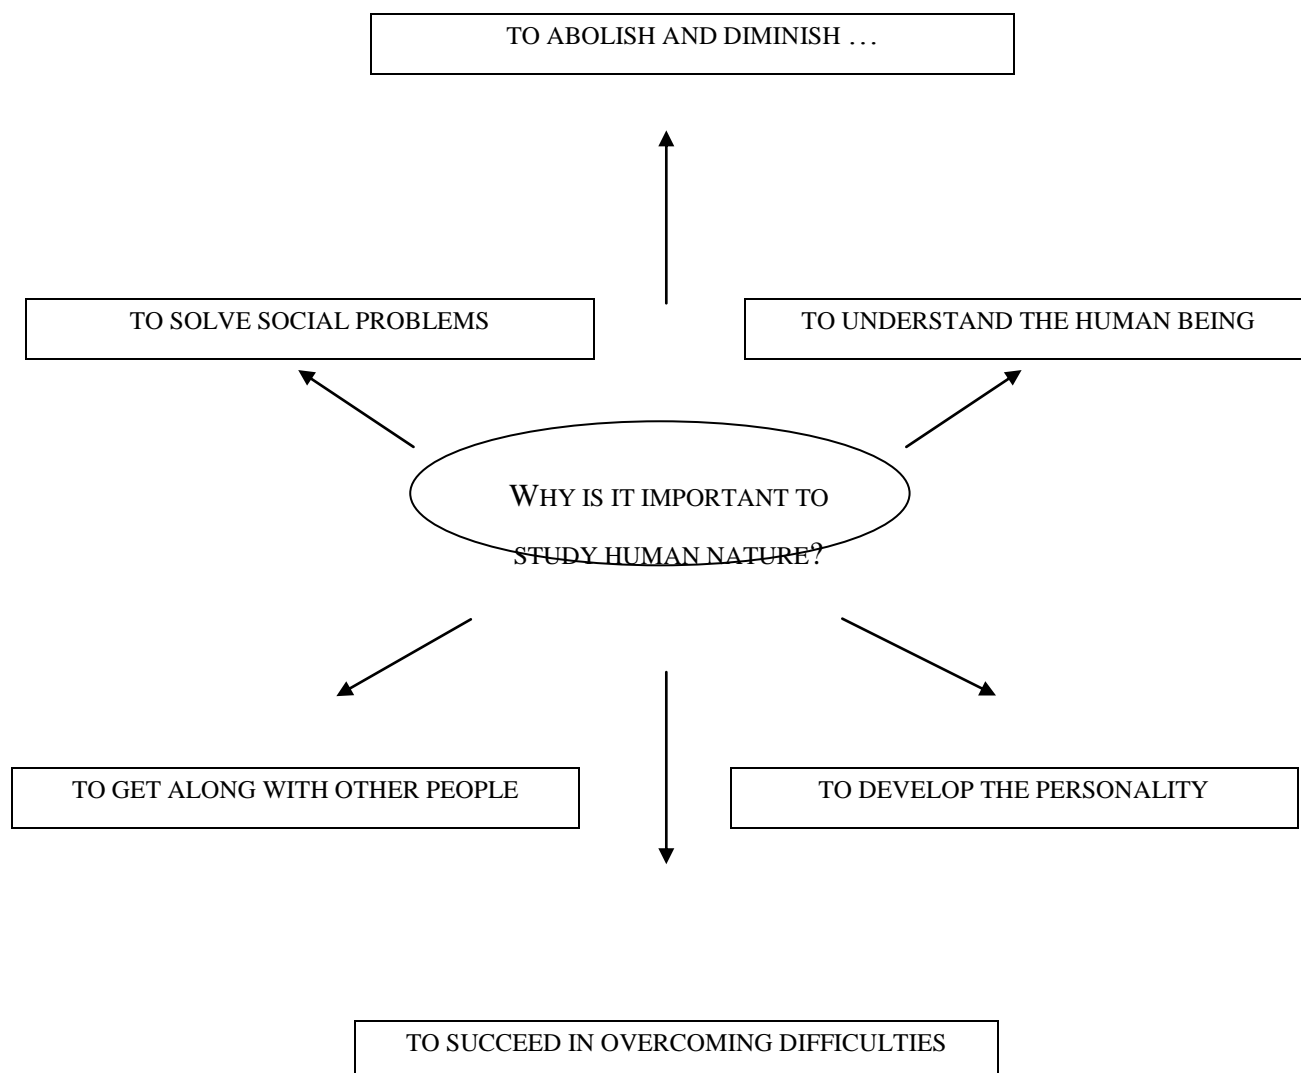 TO ABOLISH AND DIMINISH …
TO SOLVE SOCIAL PROBLEMS
TO UNDERSTAND THE HUMAN BEING
WHY IS IT IMPORTANT TO
STUDY HUMAN NATURE?
TO GET ALONG WITH OTHER PEOPLE
TO DEVELOP THE PERSONALITY
TO SUCCEED IN OVERCOMING DIFFICULTIES